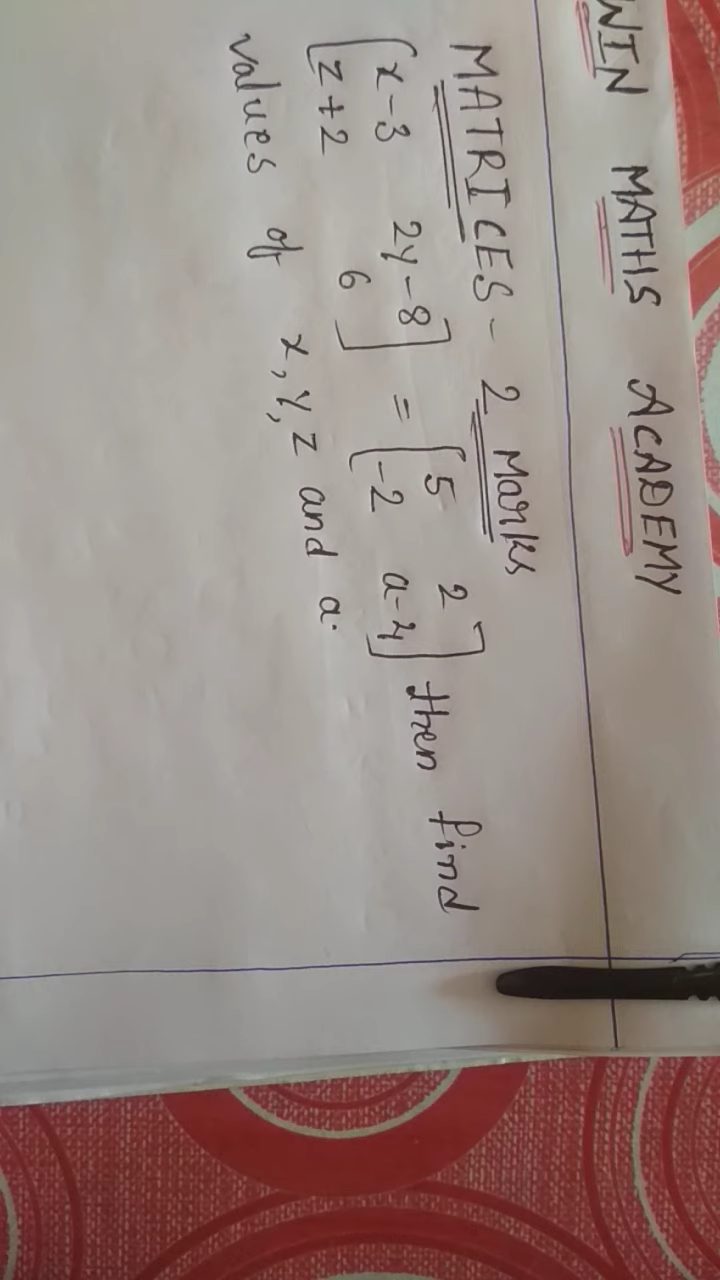 WIN MATHS ACADEMY
MATRICES - 2 Marks
[x-3 2y-8] = [5 2] then find
[z+2 6] [-2 a-4]
values of x, y, z and a.